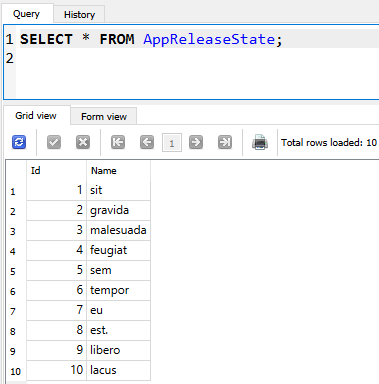 Query History
1 SELECT * FROM AppReleaseState;
2
Grid view Form view
1 Total rows loaded: 10
Id Name
1 1 sit
2 2 gravida
3 3 malesuada
4 4 feugiat
5 5 sem
6 6 tempor
7 7 eu
8 8 est.
9 9 libero
10 10 lacus